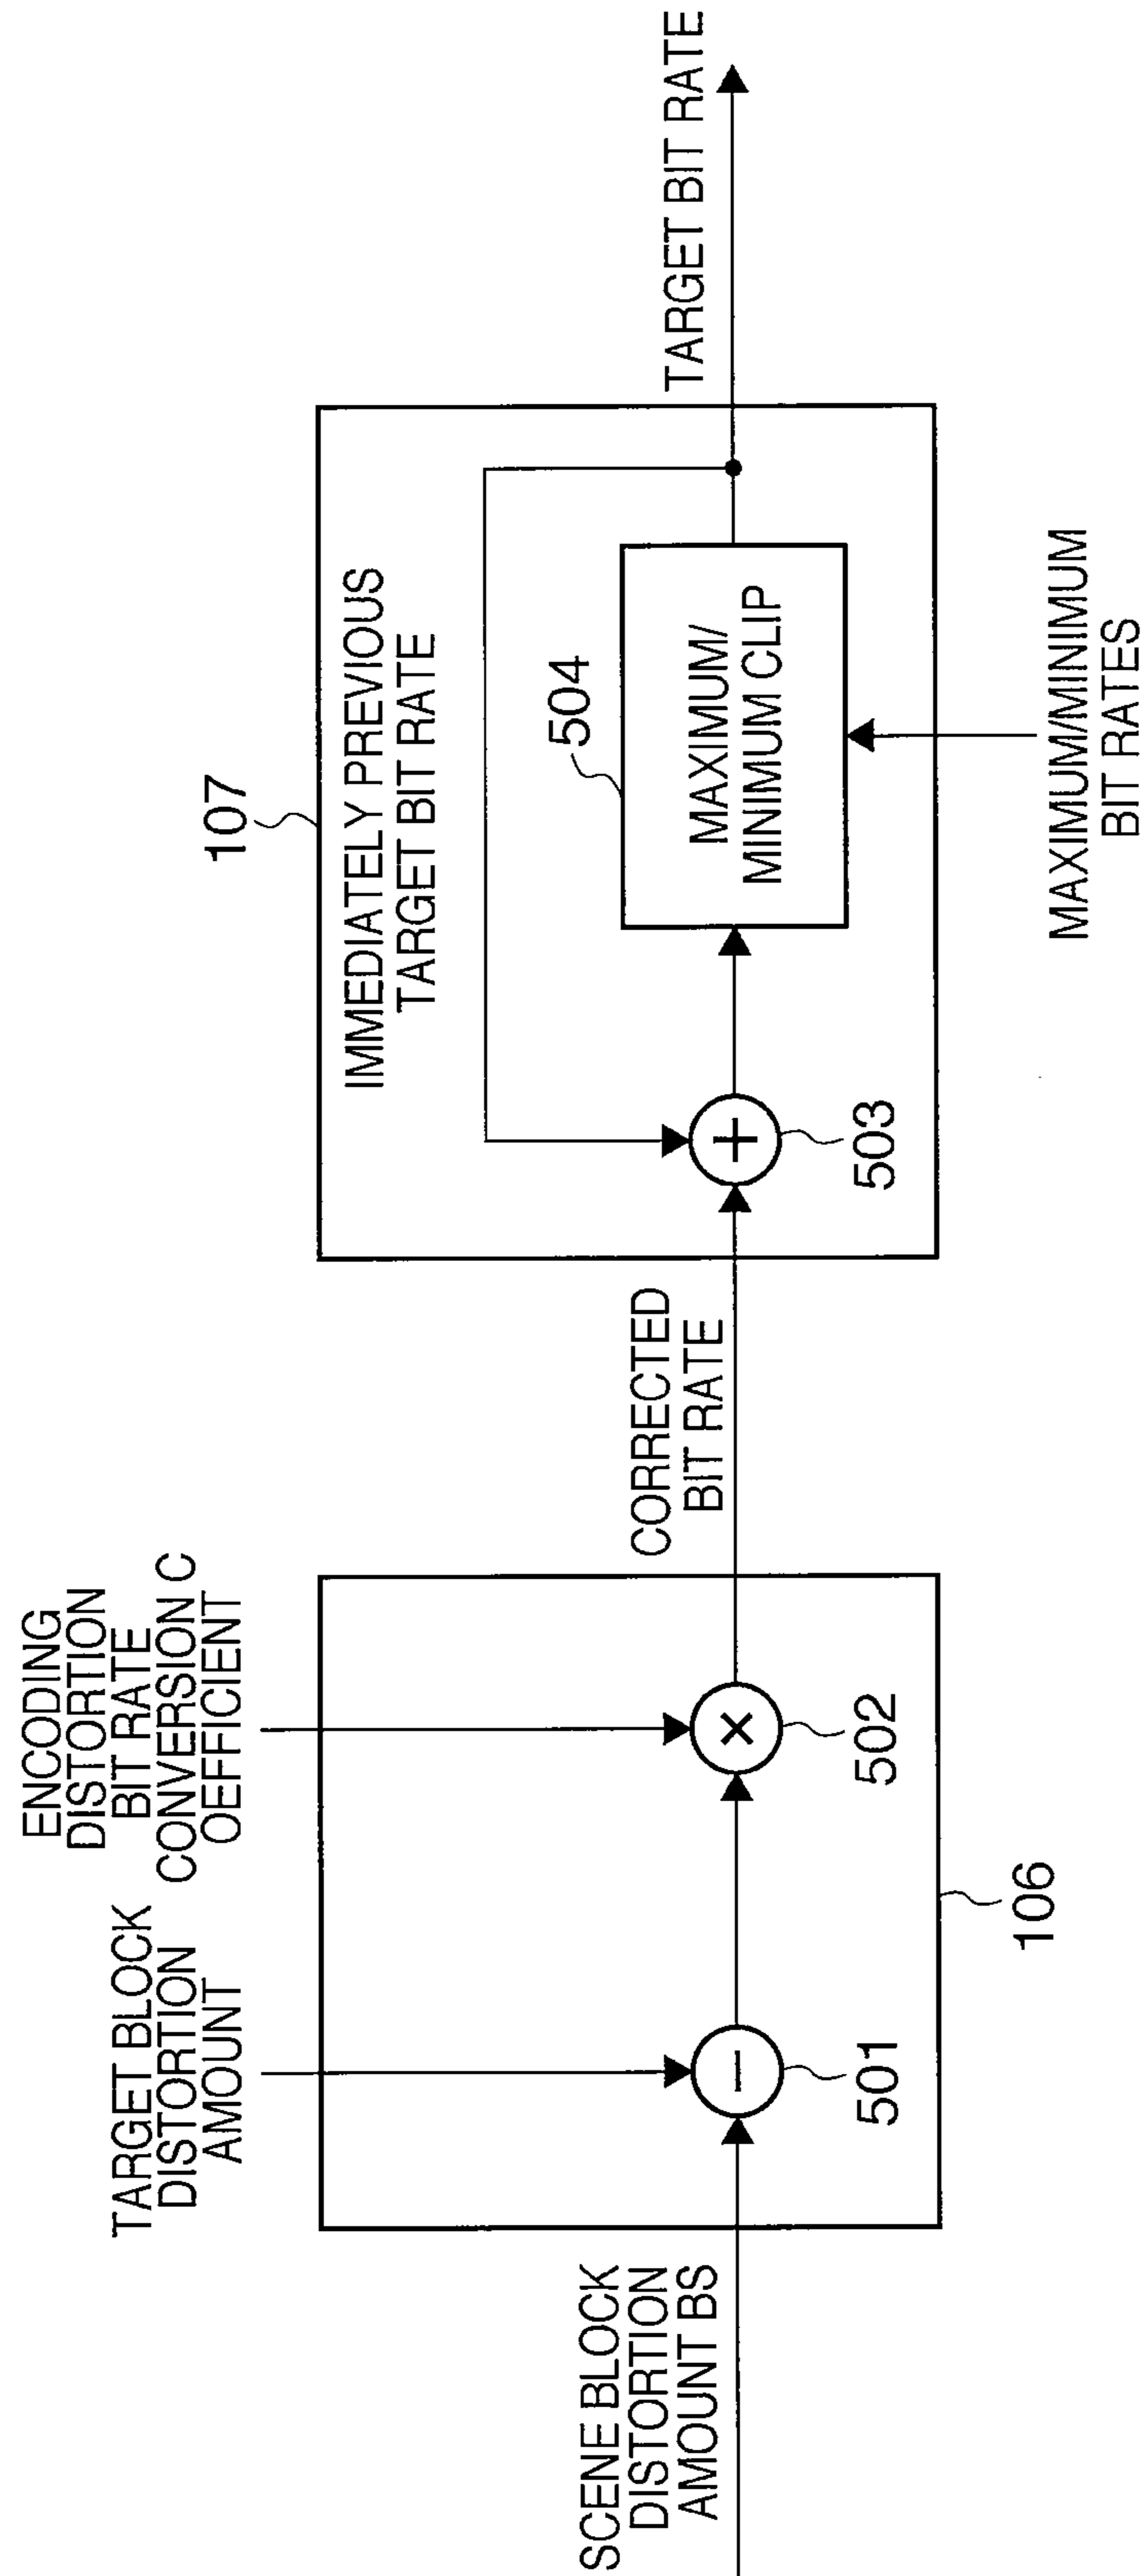 SCENE BLOCK
DISTORTION
AMOUNT BS
TARGET BLOCK
DISTORTION
AMOUNT
ENCODING
DISTORTION
BIT RATE
CONVERSION C
OEFFICIENT
−
501
×
502
106
CORRECTED
BIT RATE
107
IMMEDIATELY PREVIOUS
TARGET BIT RATE
+
503
504
MAXIMUM/
MINIMUM CLIP
MAXIMUM/MINIMUM
BIT RATES
TARGET BIT RATE